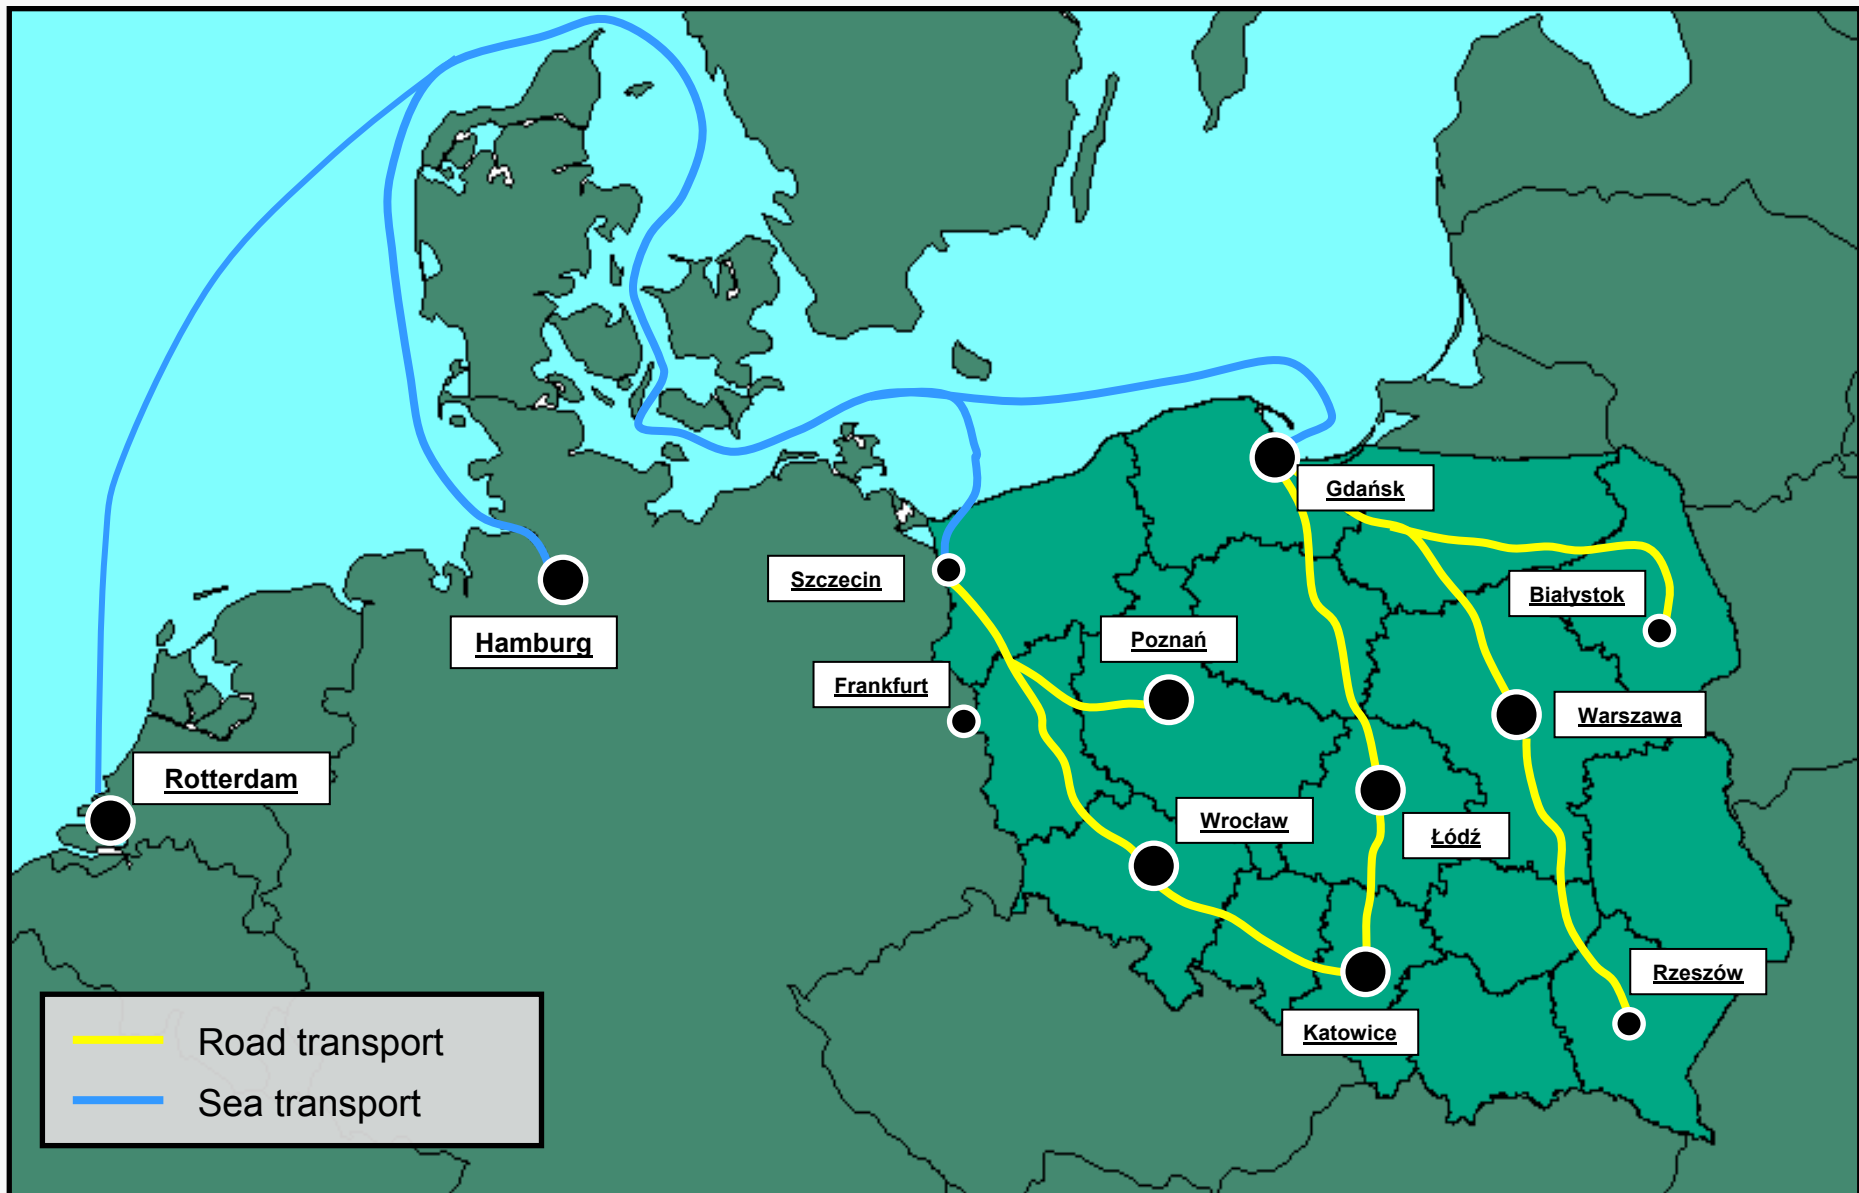 Gdańsk
Szczecin
Białystok
Hamburg
Poznań
Frankfurt
Warszawa
Rotterdam
Wrocław
Łódź
Rzeszów
Katowice
Road transport
Sea transport